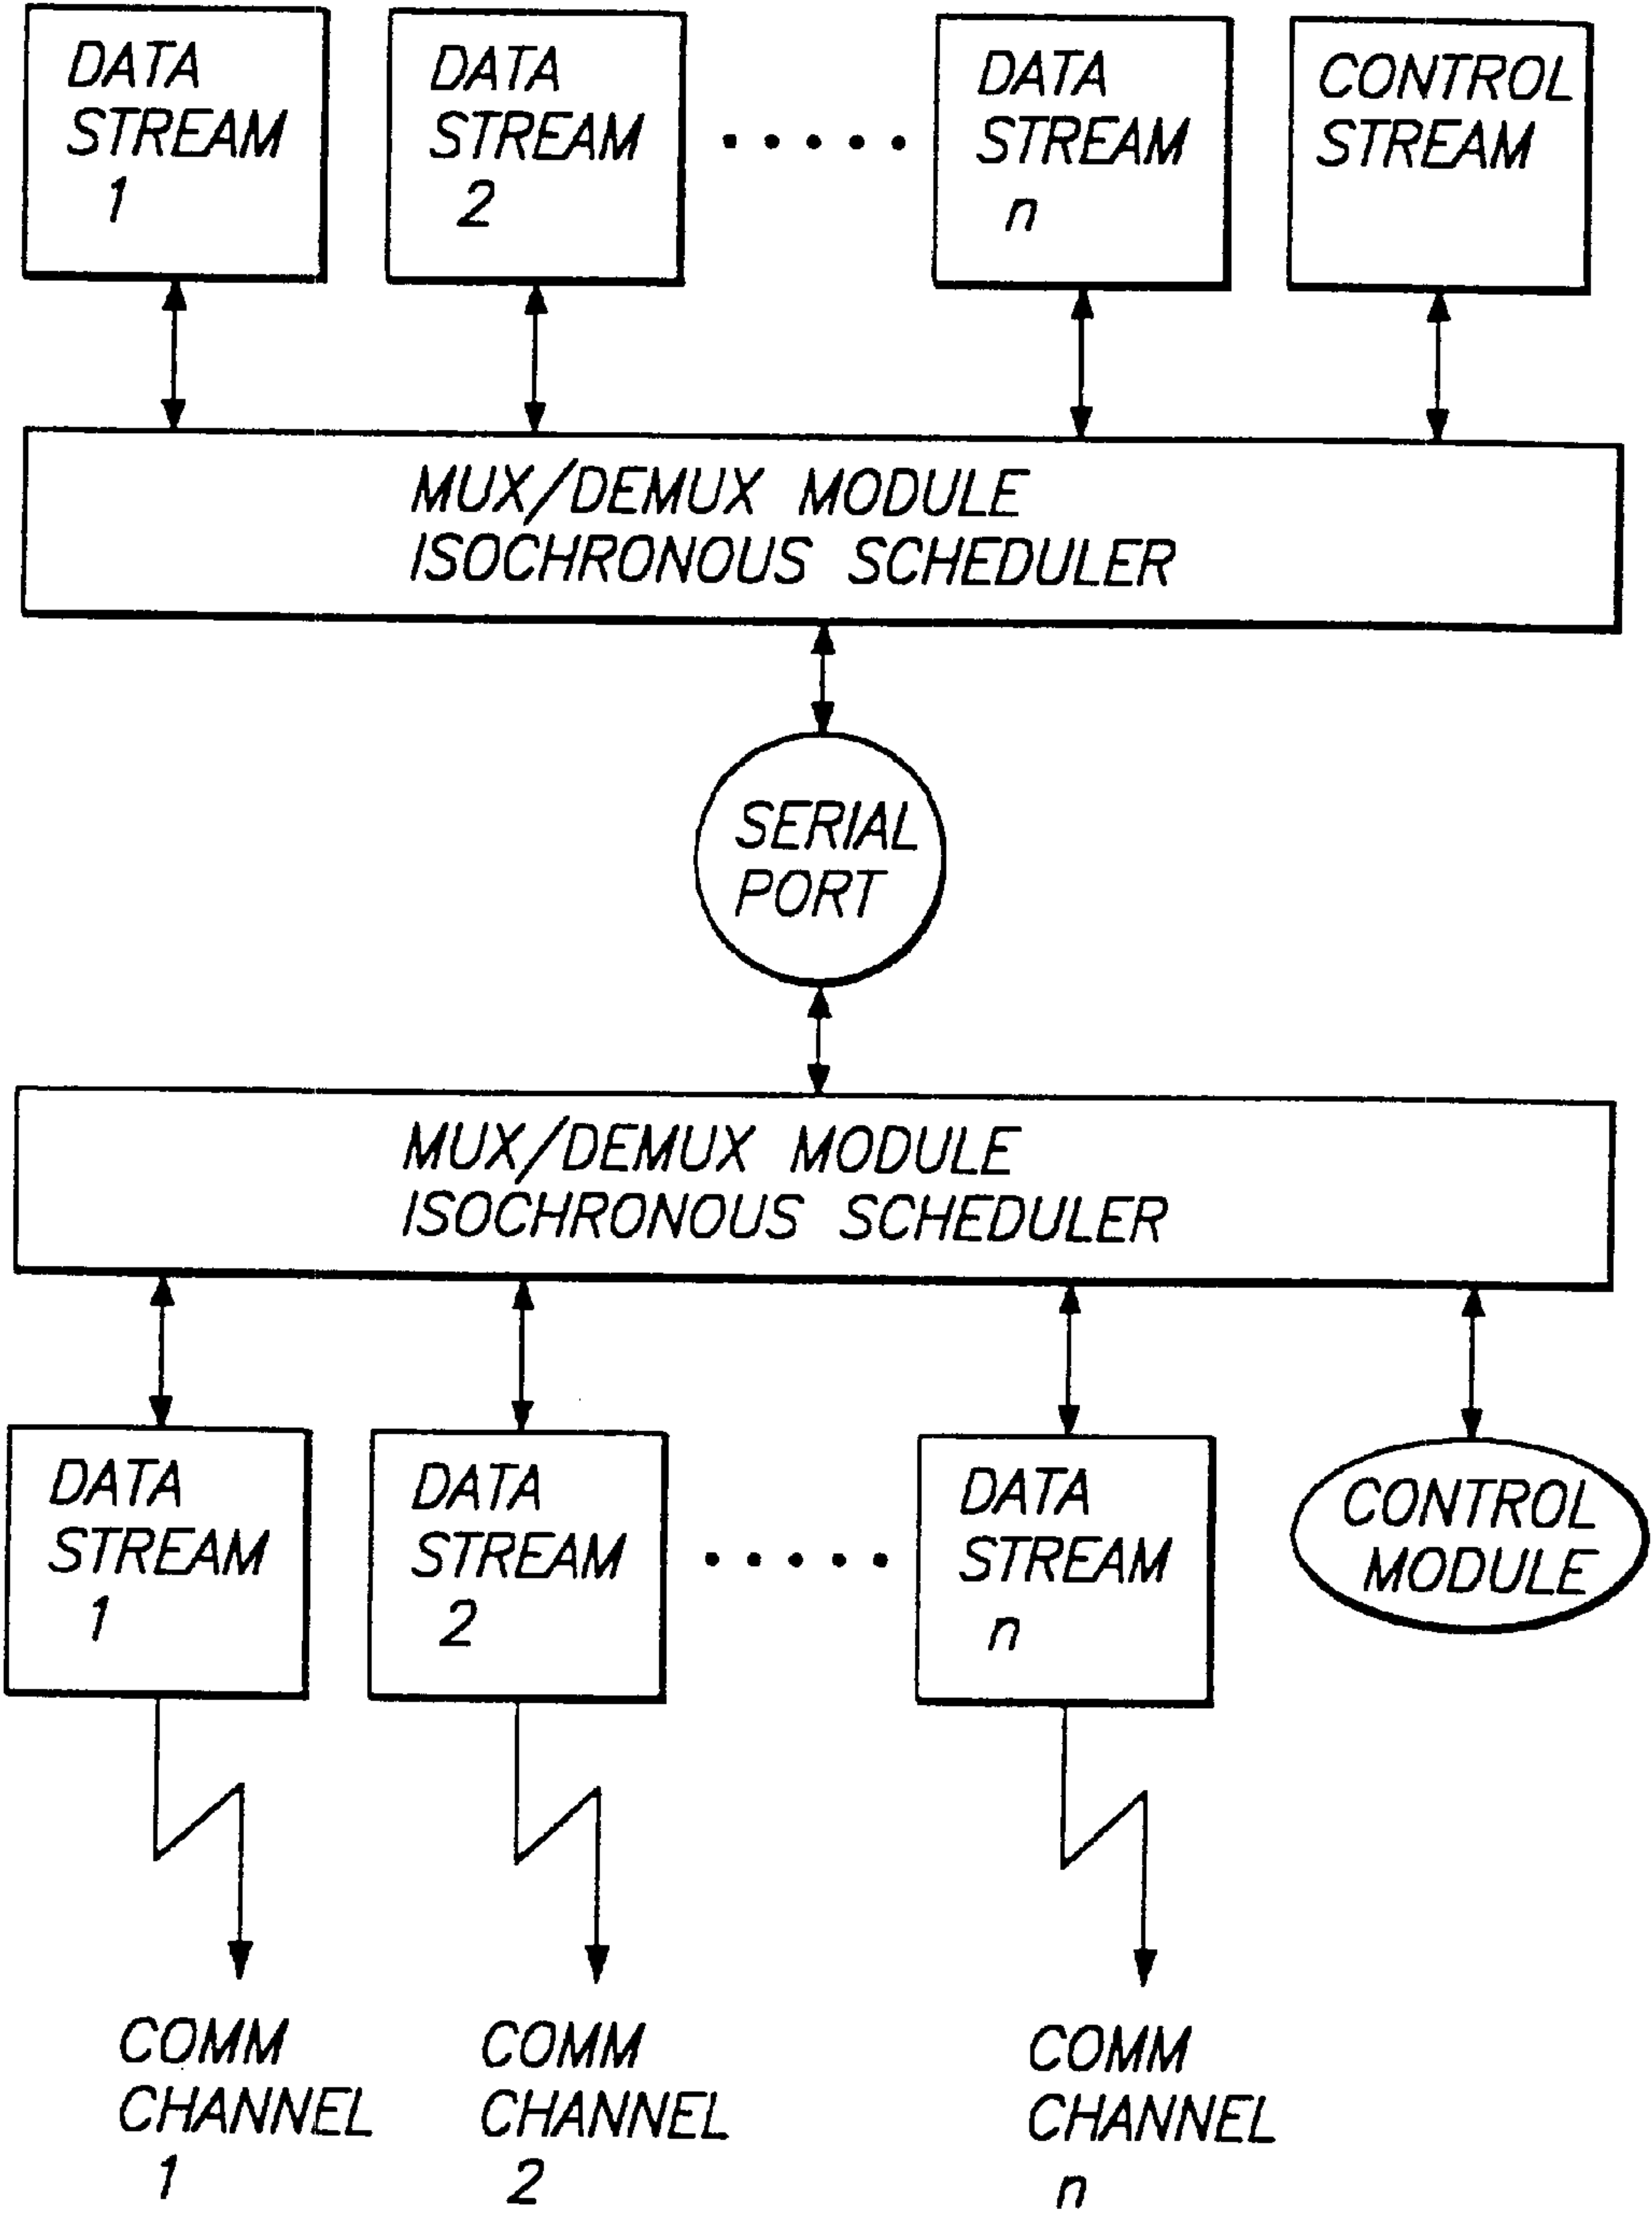 DATA
STREAM
1
DATA
STREAM
2
DATA
STREAM
n
CONTROL
STREAM
MUX/DEMUX MODULE
ISOCHRONOUS SCHEDULER
SERIAL
PORT
MUX/DEMUX MODULE
ISOCHRONOUS SCHEDULER
DATA
STREAM
1
DATA
STREAM
2
DATA
STREAM
n
CONTROL
MODULE
COMM
CHANNEL
1
COMM
CHANNEL
2
COMM
CHANNEL
n